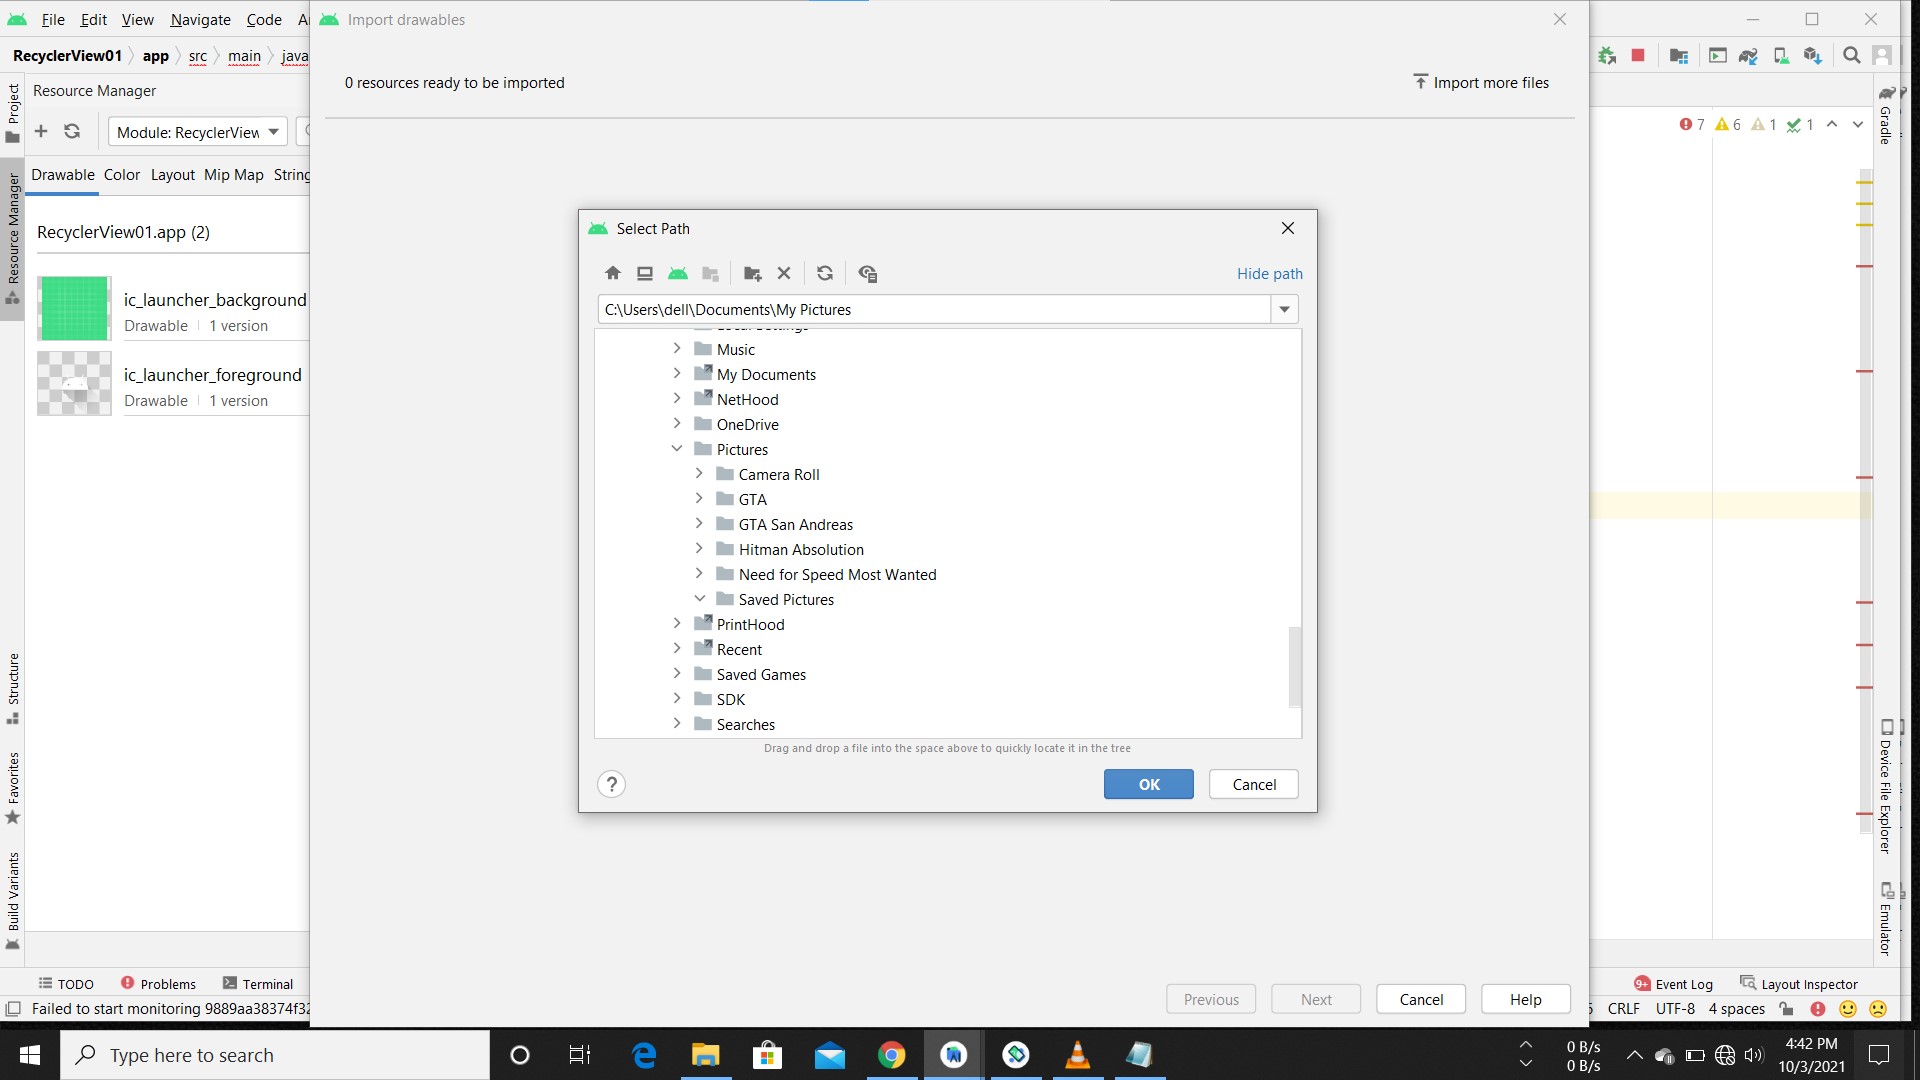 File Edit View Navigate Code
Import drawables
RecyclerView01 app src main java
0 resources ready to be imported
Import more files
Resource Manager
Module: RecyclerView
7 6 1 1
Drawable Color Layout Mip Map String
RecyclerView01.app (2)
ic_launcher_background
Drawable | 1 version
ic_launcher_foreground
Drawable | 1 version
Project
Resource Manager
Structure
Favorites
Build Variants
Select Path
Hide path
C:\Users\dell\Documents\My Pictures
Local Settings
Music
My Documents
NetHood
OneDrive
Pictures
Camera Roll
GTA
GTA San Andreas
Hitman Absolution
Need for Speed Most Wanted
Saved Pictures
PrintHood
Recent
Saved Games
SDK
Searches
Drag and drop a file into the space above to quickly locate it in the tree
? OK Cancel
Gradle
Device File Explorer
Emulator
Previous Next Cancel Help
TODO Problems Terminal
9+ Event Log Layout Inspector
Failed to start monitoring 9889aa38374f32
CRLF UTF-8 4 spaces
Type here to search
0 B/s
0 B/s
4:42 PM
10/3/2021